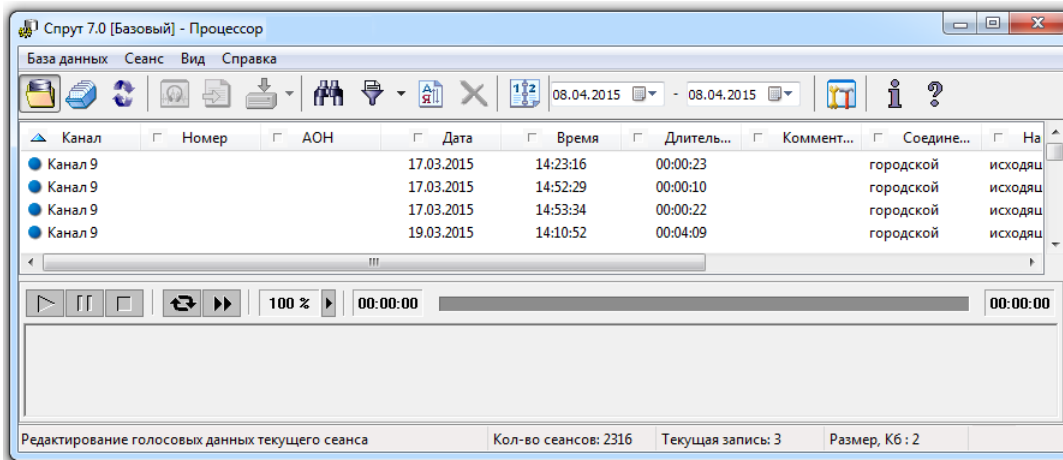 Спрут 7.0 [Базовый] - Процессор
База данных Сеанс Вид Справка
08.04.2015 - 08.04.2015
Канал Номер АОН Дата Время Длитель... Коммент... Соедине... На
Канал 9 17.03.2015 14:23:16 00:00:23 городской исходящ
Канал 9 17.03.2015 14:52:29 00:00:10 городской исходящ
Канал 9 17.03.2015 14:53:34 00:00:22 городской исходящ
Канал 9 19.03.2015 14:10:52 00:04:09 городской исходящ
100 % 00:00:00 00:00:00
Редактирование голосовых данных текущего сеанса Кол-во сеансов: 2316 Текущая запись: 3 Размер, Кб : 2